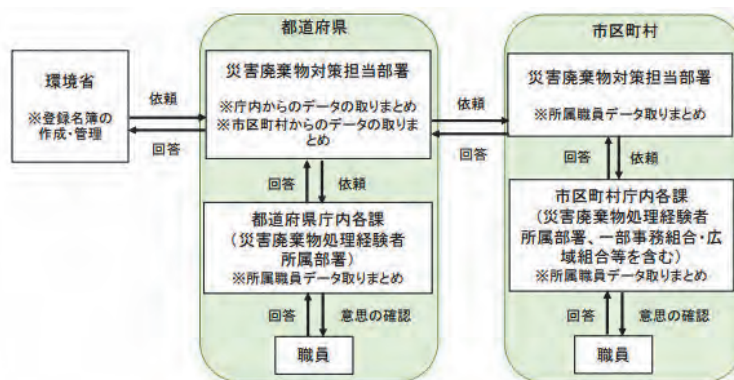 都道府県
市区町村
環境省
※登録名簿の
作成・管理
依頼
回答
災害廃棄物対策担当部署
※庁内からのデータの取りまとめ
※市区町村からのデータの取りま
とめ
依頼
回答
災害廃棄物対策担当部署
※所属職員データ取りまとめ
回答
依頼
回答
依頼
都道府県庁内各課
(災害廃棄物処理経験者
所属部署)
※所属職員データ取りまとめ
市区町村庁内各課
(災害廃棄物処理経験者
所属部署、一部事務組合・広
域組合等を含む)
※所属職員データ取りまとめ
回答
意思の確認
回答
意思の確認
職員
職員